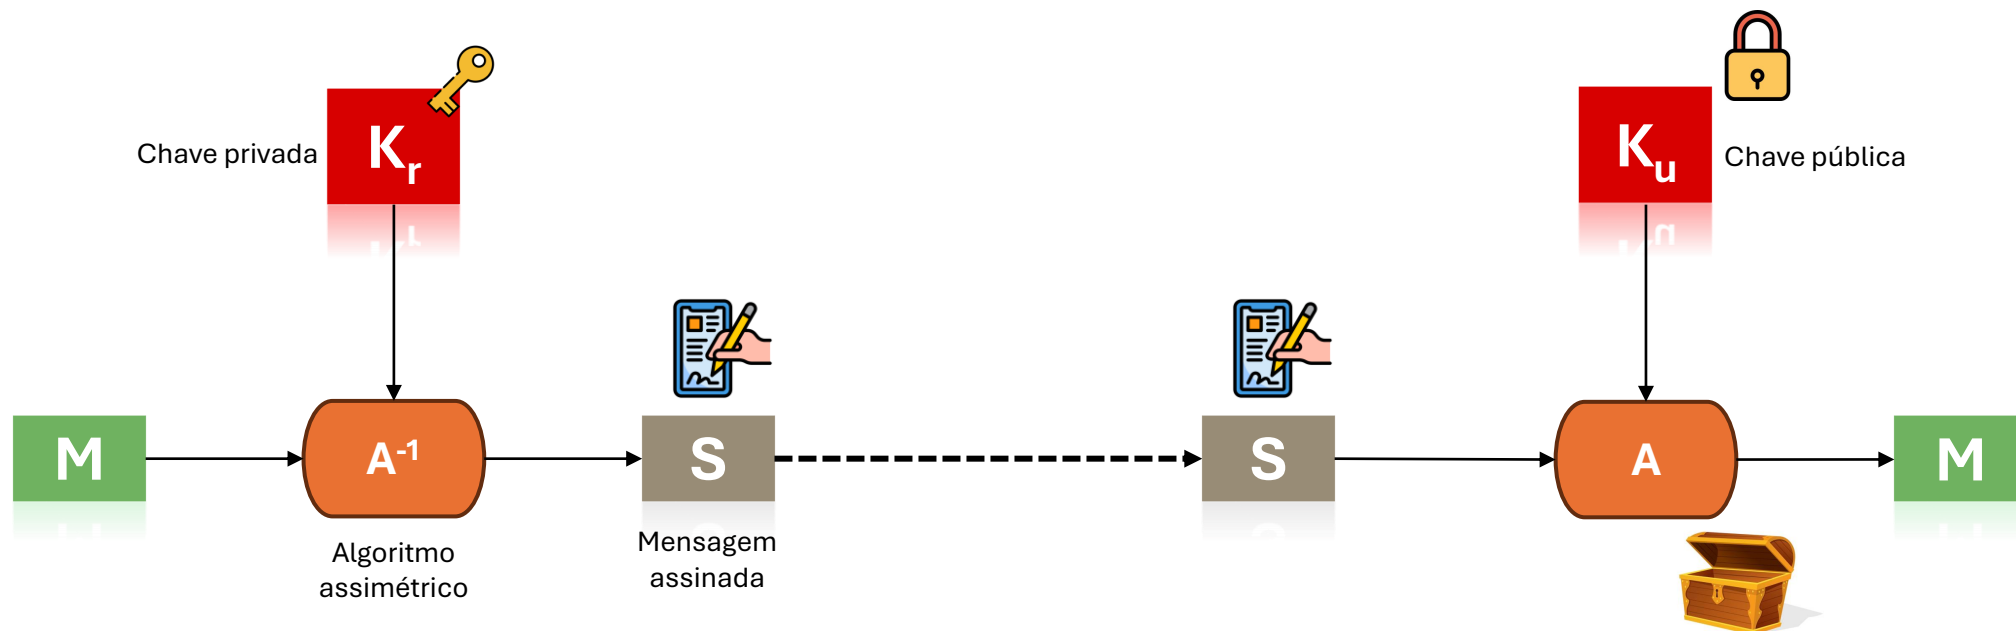 Chave privada
Kr
Ku
Chave pública
M
A-1
S
S
A
M
Algoritmo
assimétrico
Mensagem
assinada